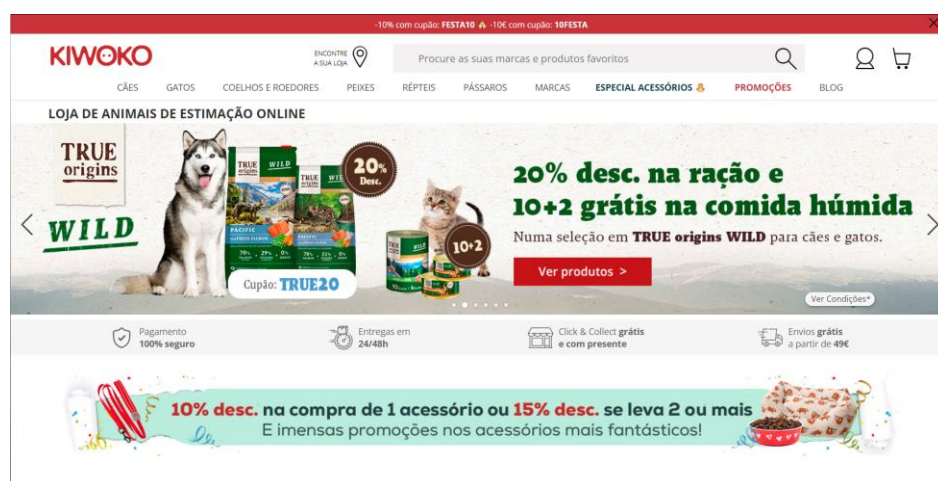 -10% com cupão: FESTA10 🎪 -10€ com cupão: 10FESTA
KIWOKO
ENCONTRE
A SUA LOJA
Procure as suas marcas e produtos favoritos
CÃES GATOS COELHOS E ROEDORES PEIXES RÉPTEIS PÁSSAROS MARCAS ESPECIAL ACESSÓRIOS PROMOÇÕES BLOG
LOJA DE ANIMAIS DE ESTIMAÇÃO ONLINE
TRUE
origins
WILD
TRUE
origins
WILD
PACIFIC
20%
Desc.
10+2
Cupão: TRUE20
20% desc. na ração e
10+2 grátis na comida húmida
Numa seleção em TRUE origins WILD para cães e gatos.
Ver produtos >
Ver Condições*
Pagamento
100% seguro
Entregas em
24/48h
Click & Collect grátis
e com presente
Envios grátis
a partir de 49€
10% desc. na compra de 1 acessório ou 15% desc. se leva 2 ou mais
E imensas promoções nos acessórios mais fantásticos!